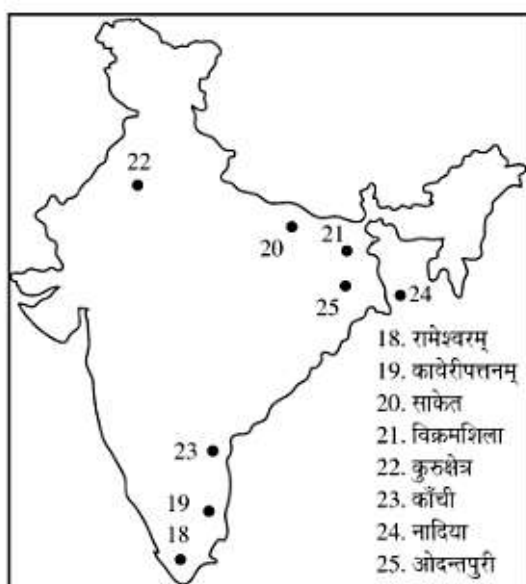 22
20
21
25
24
18. रामेश्वरम्
19. कावेरीपत्तनम्
20. साकेत
21. विक्रमशिला
22. कुरुक्षेत्र
23. काँची
24. नादिया
25. ओदन्तपुरी
23
19
18